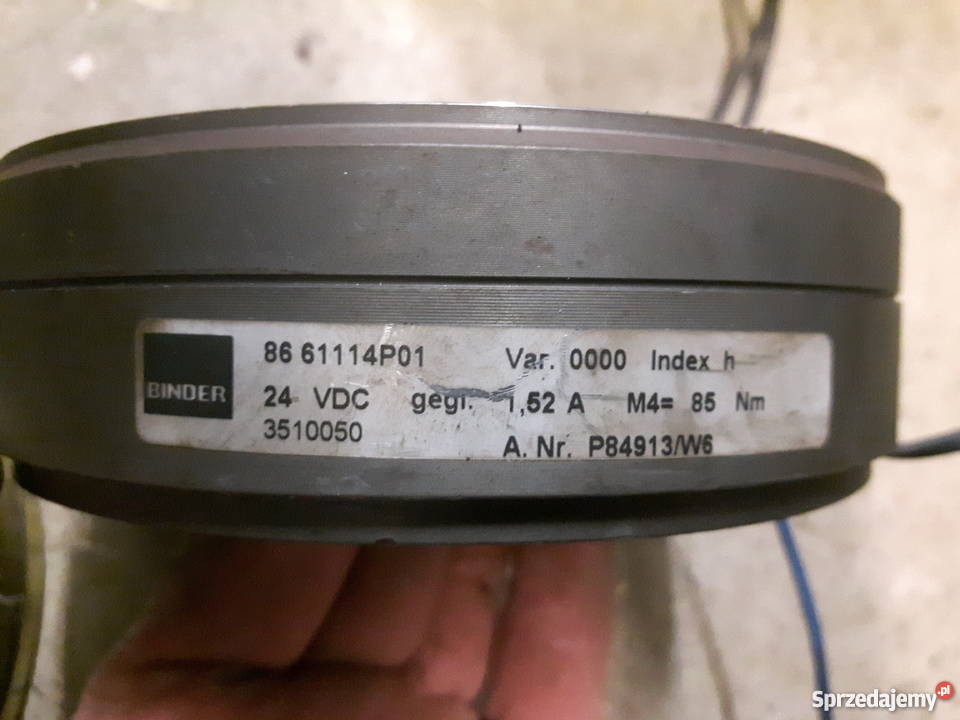 BINDER
86 61114P01 Var. 0000 Index h
24 VDC gegl. 1,52 A M4= 85 Nm
3510050
A. Nr. P84913/W6
Sprzedajemy.pl